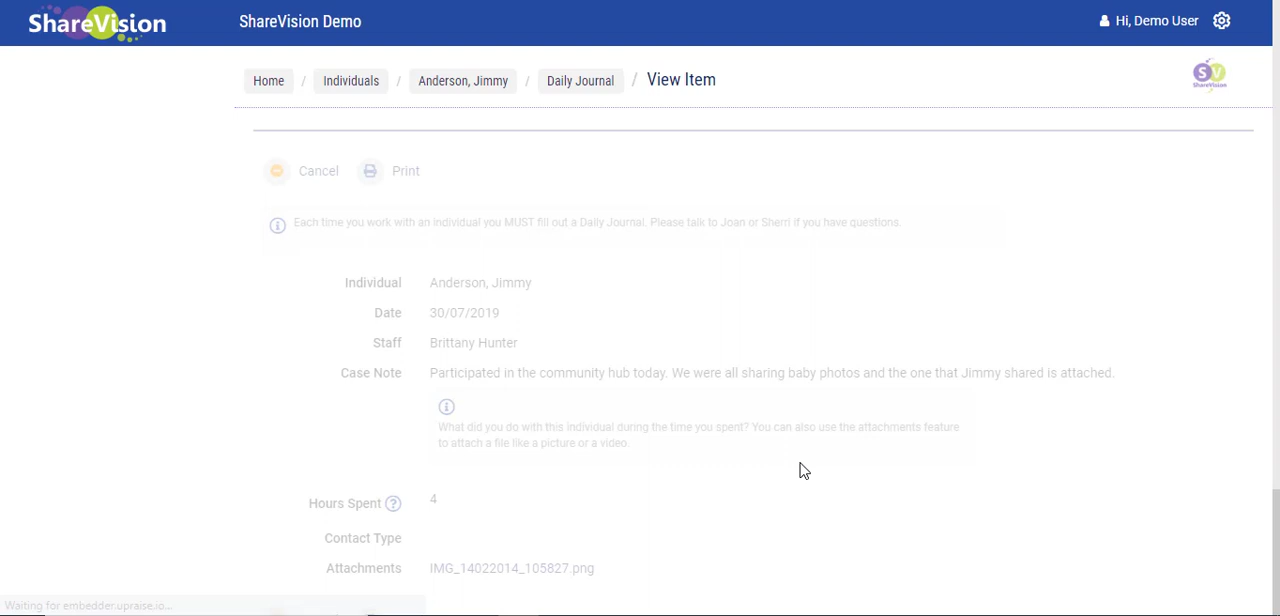 ShareVision
ShareVision Demo
Hi, Demo User
Home / Individuals / Anderson, Jimmy / Daily Journal / View Item
SV
ShareVision
Cancel
Print
Each time you work with an individual you MUST fill out a Daily Journal. Please talk to Joan or Sherri if you have questions.
Individual Anderson, Jimmy
Date 30/07/2019
Staff Brittany Hunter
Case Note Participated in the community hub today. We were all sharing baby photos and the one that Jimmy shared is attached.
What did you do with this individual during the time you spent? You can also use the attachments feature
to attach a file like a picture or a video.
Hours Spent ? 4
Contact Type
Attachments IMG_14022014_105827.png
Waiting for embedder.upraise.io...